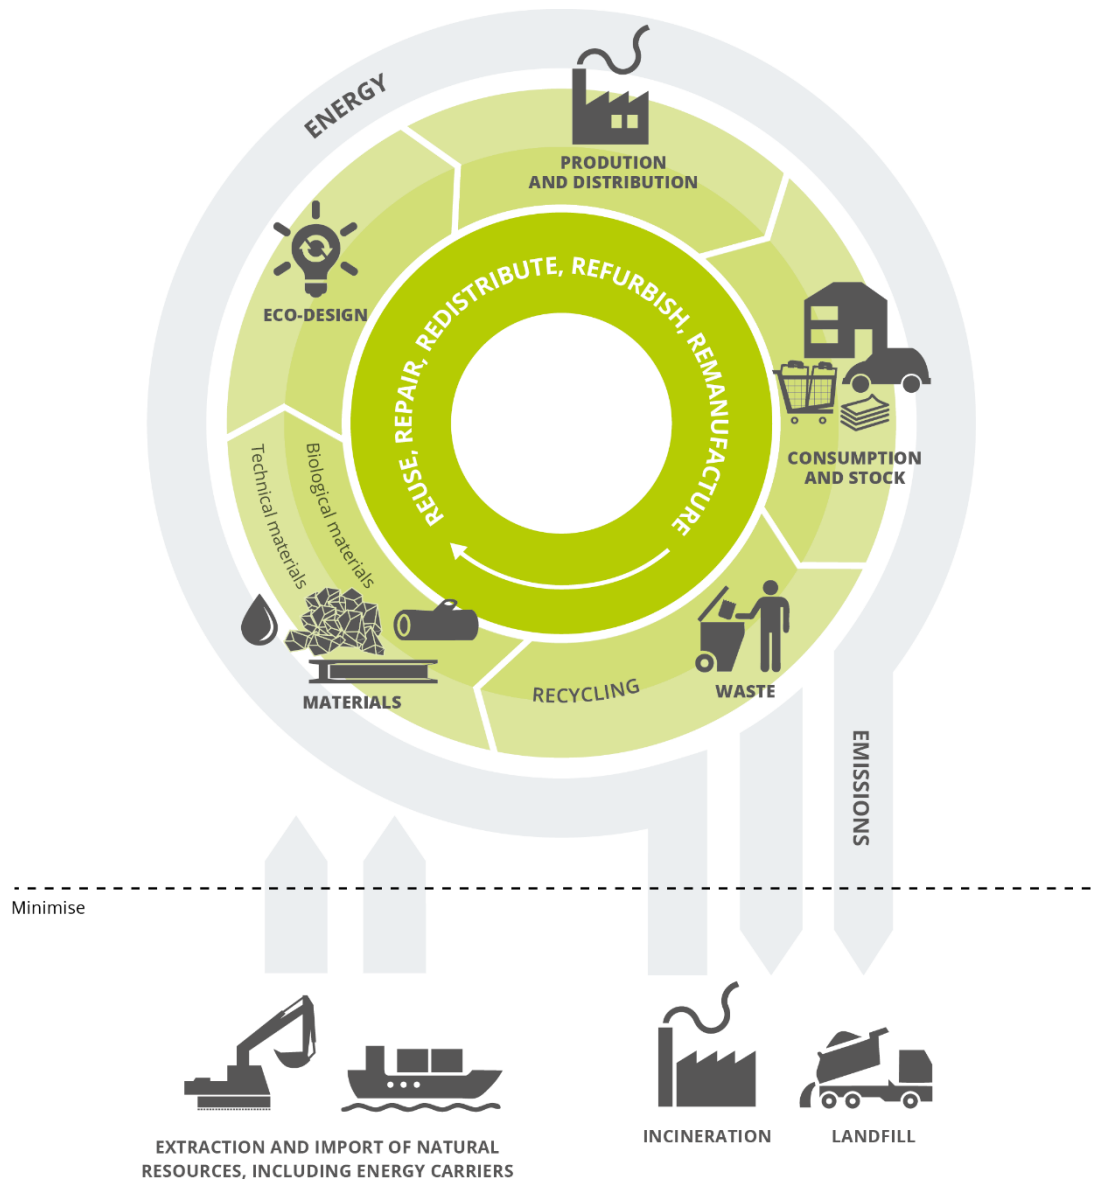 ENERGY
PRODUTION
AND DISTRIBUTION
ECO-DESIGN
REUSE, REPAIR, REDISTRIBUTE, REFURBISH, REMANUFACTURE
CONSUMPTION
AND STOCK
Technical materials
Biological materials
MATERIALS
RECYCLING
WASTE
EMISSIONS
Minimise
EXTRACTION AND IMPORT OF NATURAL
RESOURCES, INCLUDING ENERGY CARRIERS
INCINERATION
LANDFILL